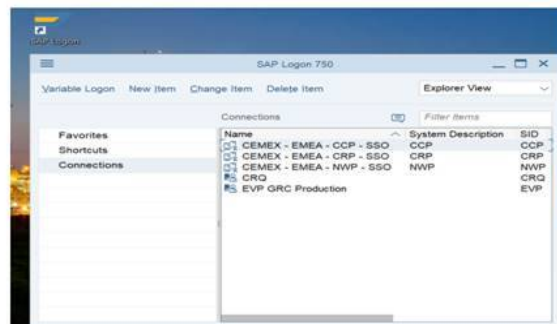 SAP Logon
SAP Logon 750
Variable Logon New Item Change Item Delete Item Explorer View
Connections Filter items
Favorites
Shortcuts
Connections
Name System Description SID
CEMEX - EMEA - CCP - SSO CCP CCP
CEMEX - EMEA - CRP - SSO CRP CRP
CEMEX - EMEA - NWP - SSO NWP NWP
CRQ CRQ
EVP GRC Production EVP